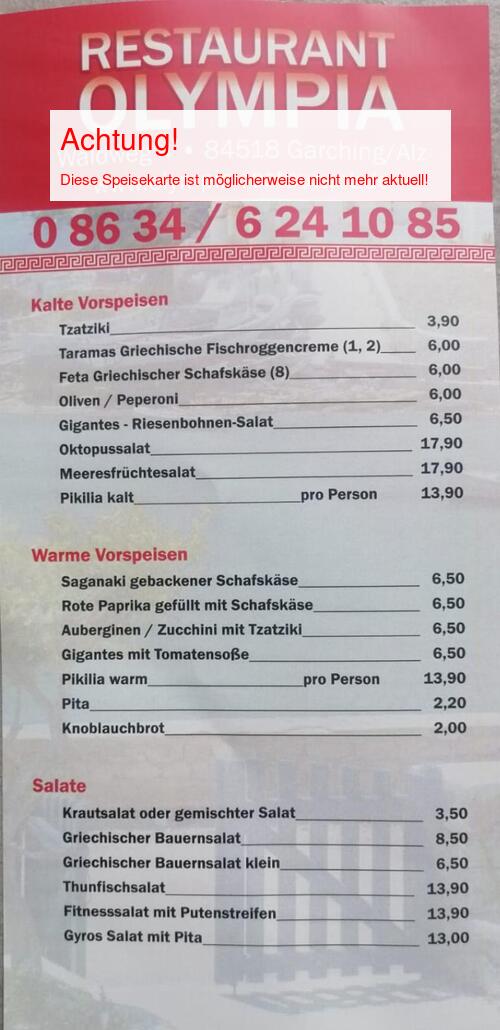 RESTAURANT
OLYMPIA
Achtung!
Waldweg • 84518 Garching/Alz
Diese Speisekarte ist möglicherweise nicht mehr aktuell!
0 86 34 / 6 24 10 85
Kalte Vorspeisen
Tzatziki 3,90
Taramas Griechische Fischroggencreme (1, 2) 6,00
Feta Griechischer Schafskäse (8) 6,00
Oliven / Peperoni 6,00
Gigantes - Riesenbohnen-Salat 6,50
Oktopussalat 17,90
Meeresfrüchtesalat 17,90
Pikilia kalt pro Person 13,90
Warme Vorspeisen
Saganaki gebackener Schafskäse 6,50
Rote Paprika gefüllt mit Schafskäse 6,50
Auberginen / Zucchini mit Tzatziki 6,50
Gigantes mit Tomatensoße 6,50
Pikilia warm pro Person 13,90
Pita 2,20
Knoblauchbrot 2,00
Salate
Krautsalat oder gemischter Salat 3,50
Griechischer Bauernsalat 8,50
Griechischer Bauernsalat klein 6,50
Thunfischsalat 13,90
Fitnesssalat mit Putenstreifen 13,90
Gyros Salat mit Pita 13,00